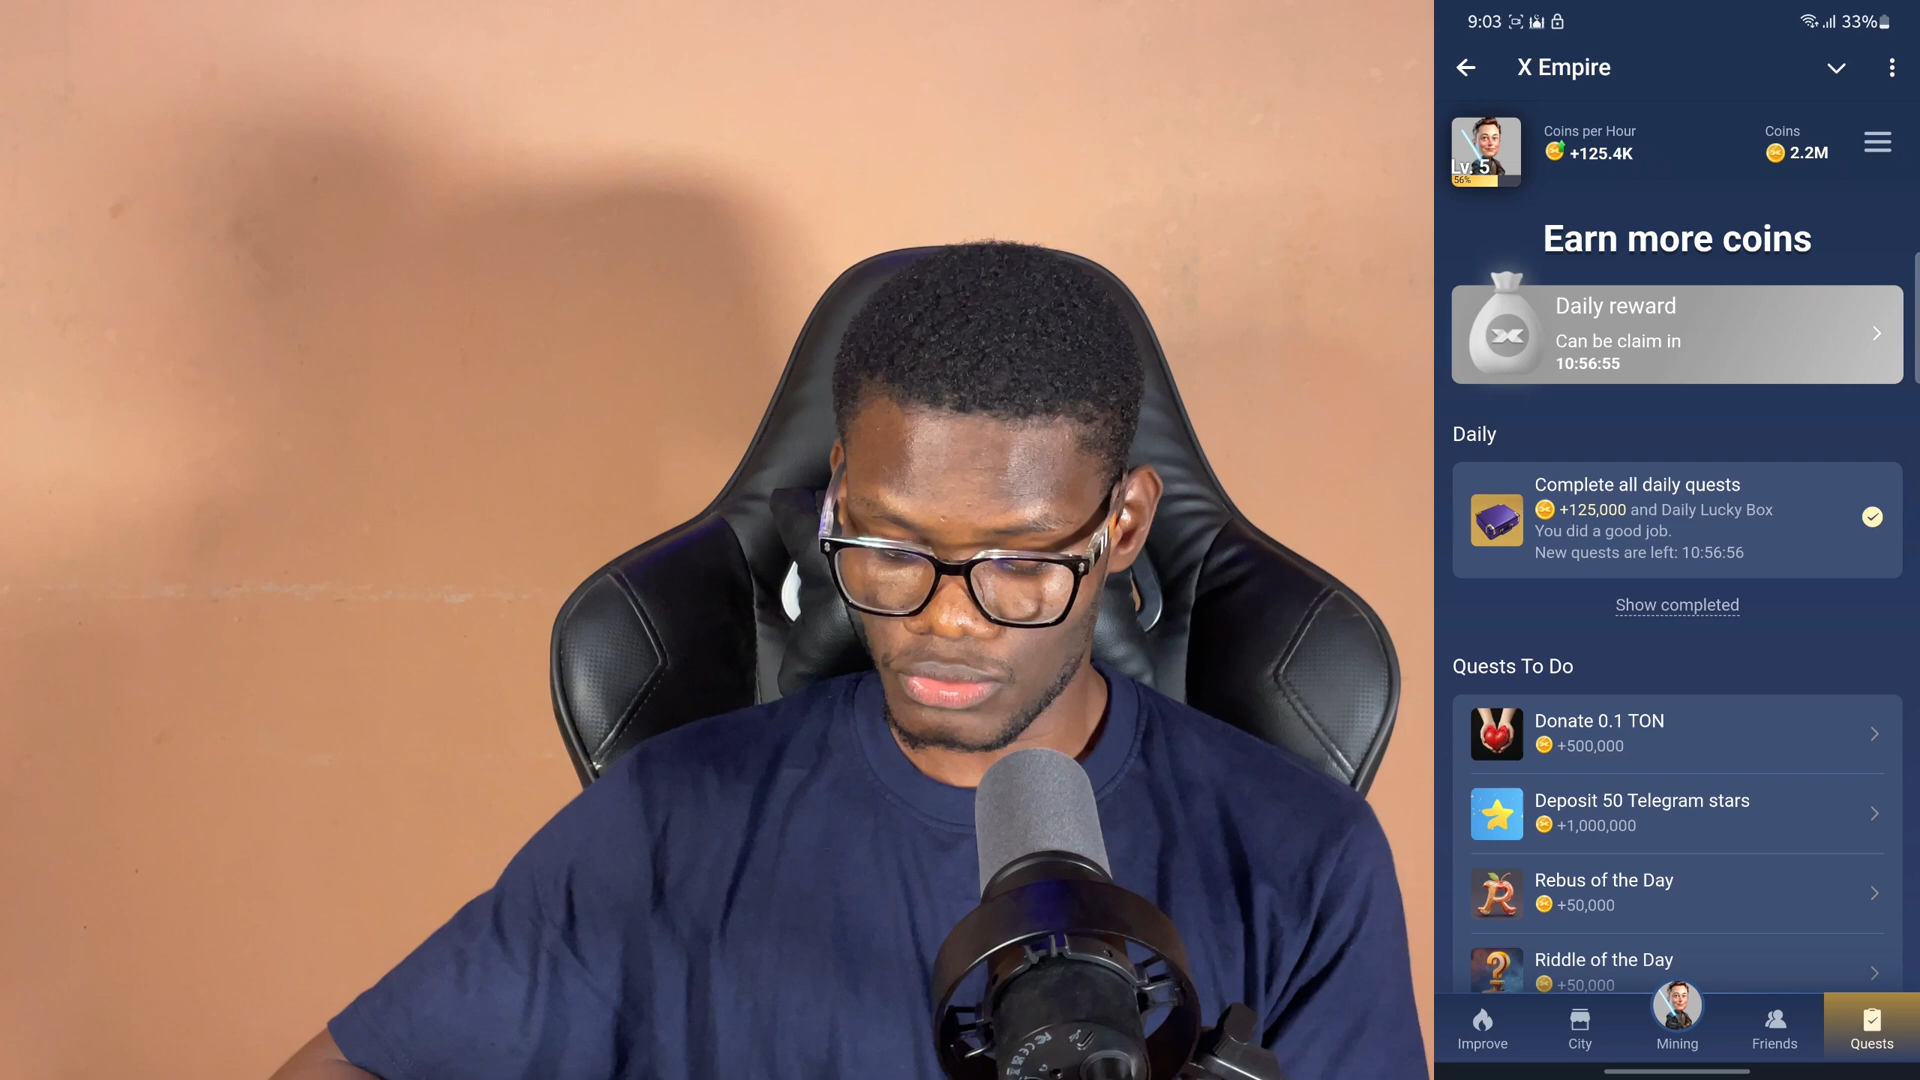 9:03
33%
X Empire
Lv. 5
56%
Coins per Hour
+125.4K
Coins
2.2M
Earn more coins
Daily reward
Can be claim in
10:56:55
Daily
Complete all daily quests
+125,000 and Daily Lucky Box
You did a good job.
New quests are left: 10:56:56
Show completed
Quests To Do
Donate 0.1 TON
+500,000
Deposit 50 Telegram stars
+1,000,000
Rebus of the Day
+50,000
Riddle of the Day
+50,000
Improve
City
Mining
Friends
Quests